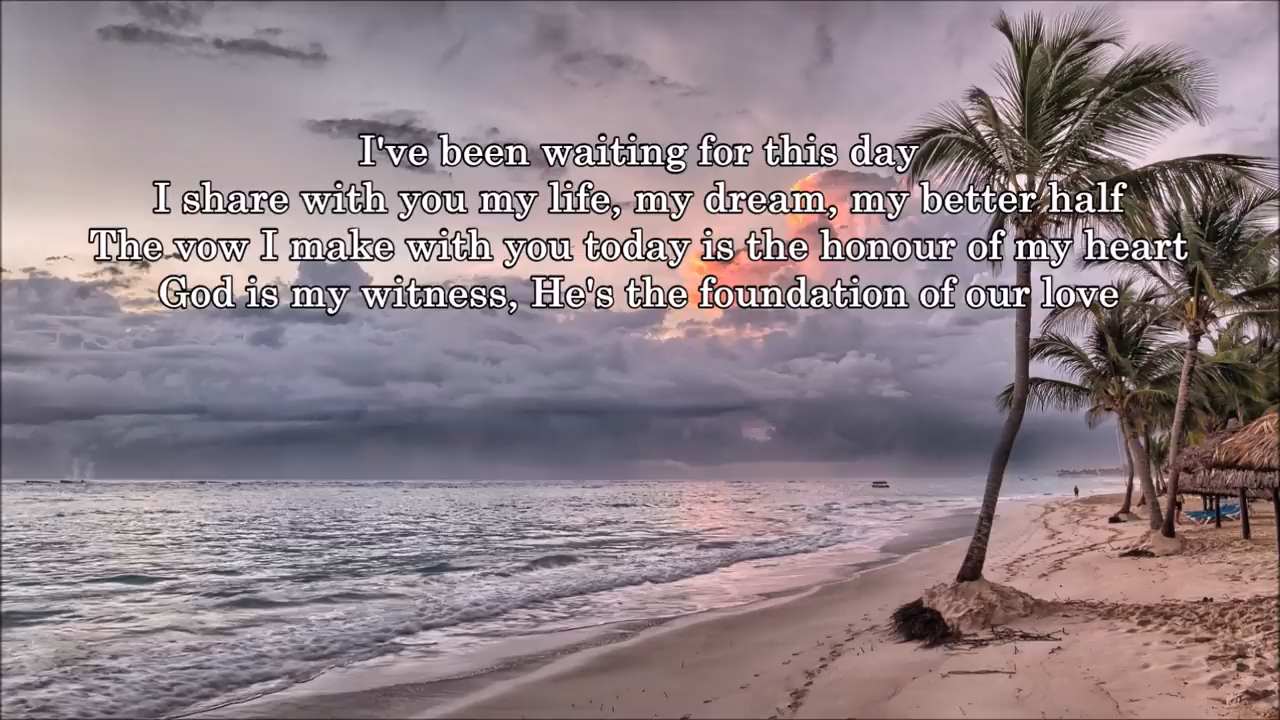 I've been waiting for this day
I share with you my life, my dream, my better half
The vow I make with you today is the honour of my heart
God is my witness, He's the foundation of our love